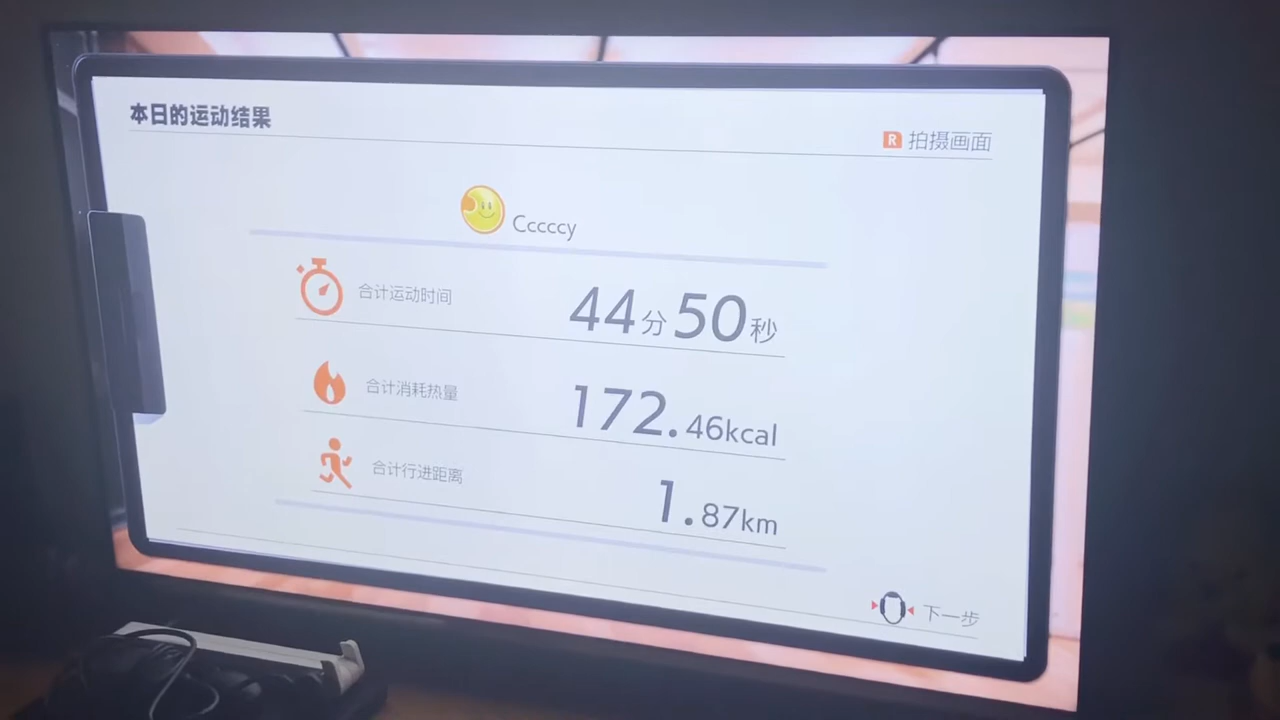 本日的运动结果
R 拍摄画面
Cccccy
合计运动时间 44分50秒
合计消耗热量 172.46kcal
合计行进距离 1.87km
下一步